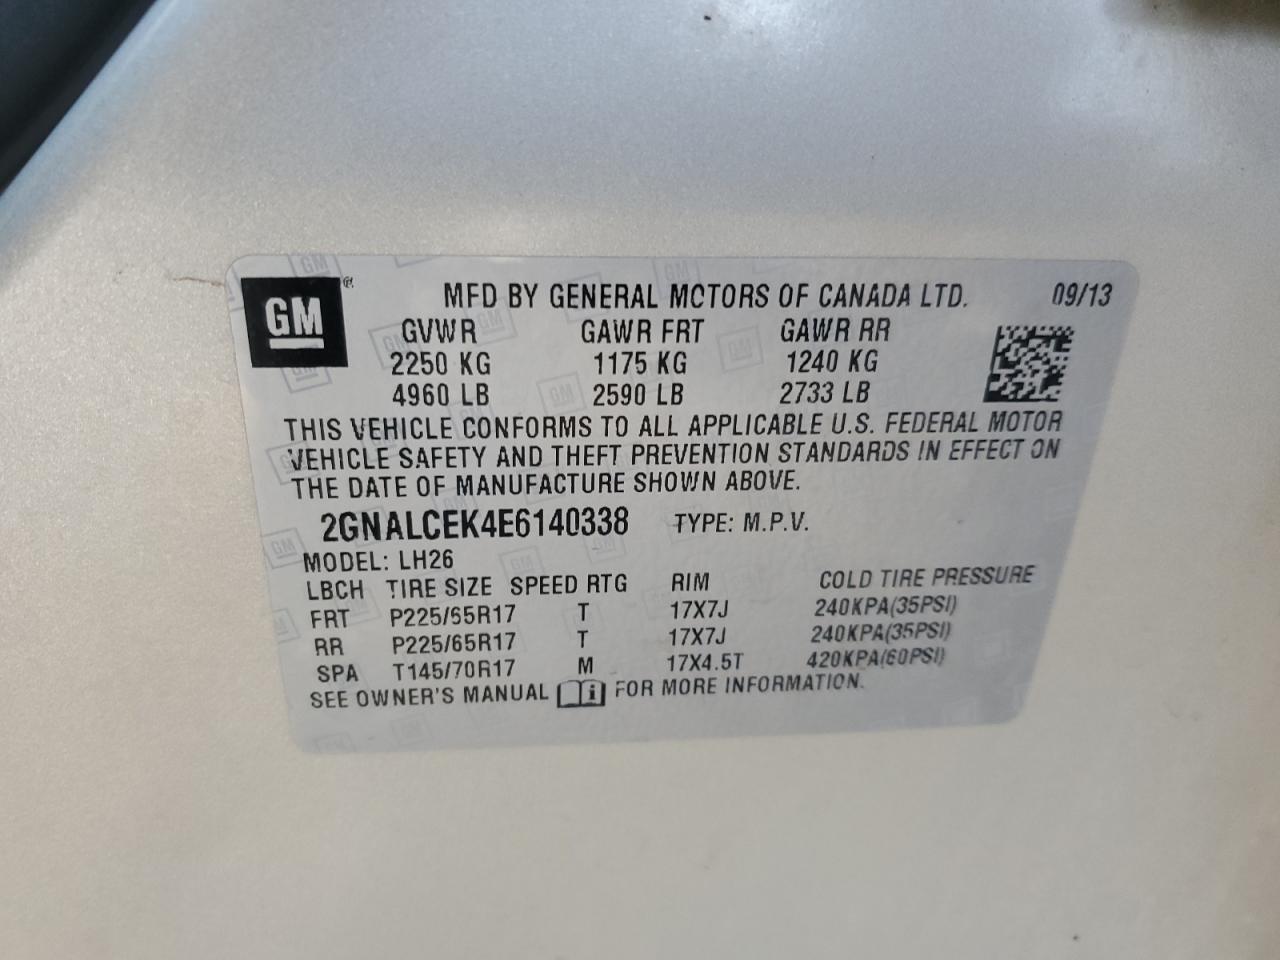 GM®
MFD BY GENERAL MOTORS OF CANADA LTD. 09/13
GVWR GAWR FRT GAWR RR
2250 KG 1175 KG 1240 KG
4960 LB 2590 LB 2733 LB
THIS VEHICLE CONFORMS TO ALL APPLICABLE U.S. FEDERAL MOTOR
VEHICLE SAFETY AND THEFT PREVENTION STANDARDS IN EFFECT ON
THE DATE OF MANUFACTURE SHOWN ABOVE.
2GNALCEK4E6140338 TYPE: M.P.V.
MODEL: LH26
LBCH TIRE SIZE SPEED RTG RIM COLD TIRE PRESSURE
FRT P225/65R17 T 17X7J 240KPA(35PSI)
RR P225/65R17 T 17X7J 240KPA(35PSI)
SPA T145/70R17 M 17X4.5T 420KPA(60PSI)
SEE OWNER'S MANUAL i FOR MORE INFORMATION.